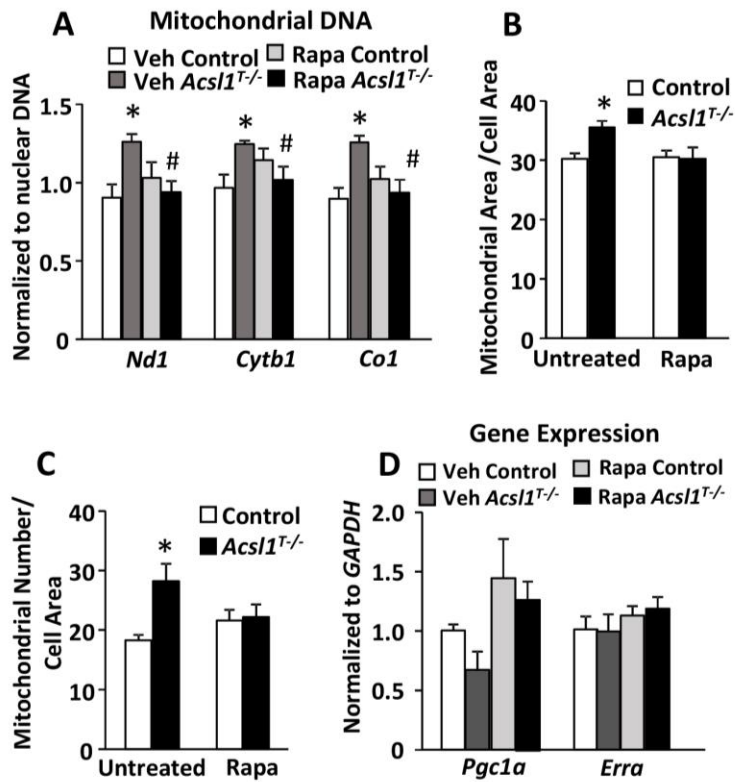 A
Mitochondrial DNA
Veh Control
Rapa Control
Veh Acsl1T-/-
Rapa Acsl1T-/-
Normalized to nuclear DNA
1.5
1.0
0.5
0
*
#
*
#
*
#
Nd1
Cytb1
Co1
B
Control
Acsl1T-/-
Mitochondrial Area /Cell Area
40
30
20
10
0
*
Untreated
Rapa
C
Control
Acsl1T-/-
Mitochondrial Number/
Cell Area
40
30
20
10
0
*
Untreated
Rapa
Gene Expression
D
Veh Control
Rapa Control
Veh Acsl1T-/-
Rapa Acsl1T-/-
Normalized to GAPDH
2.0
1.5
1.0
0.5
0
Pgc1a
Erra